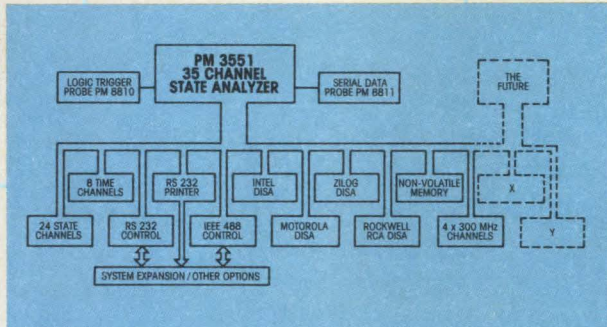 PM 3551
35 CHANNEL
STATE ANALYZER
LOGIC TRIGGER
PROBE PM 8810
SERIAL DATA
PROBE PM 8811
THE
FUTURE
8 TIME
CHANNELS
RS 232
PRINTER
INTEL
DISA
ZILOG
DISA
NON-VOLATILE
MEMORY
X
24 STATE
CHANNELS
RS 232
CONTROL
IEEE 488
CONTROL
MOTOROLA
DISA
ROCKWELL
RCA DISA
4 x 300 MHz
CHANNELS
Y
SYSTEM EXPANSION / OTHER OPTIONS